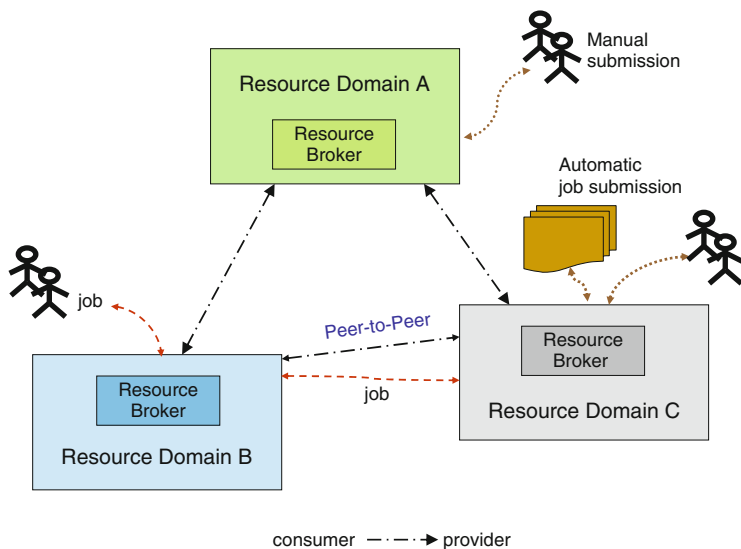 Manual
submission
Resource Domain A
Resource
Broker
Automatic
job submission
job
Peer-to-Peer
Resource
Broker
Resource
Broker
job
Resource Domain C
Resource Domain B
consumer
provider